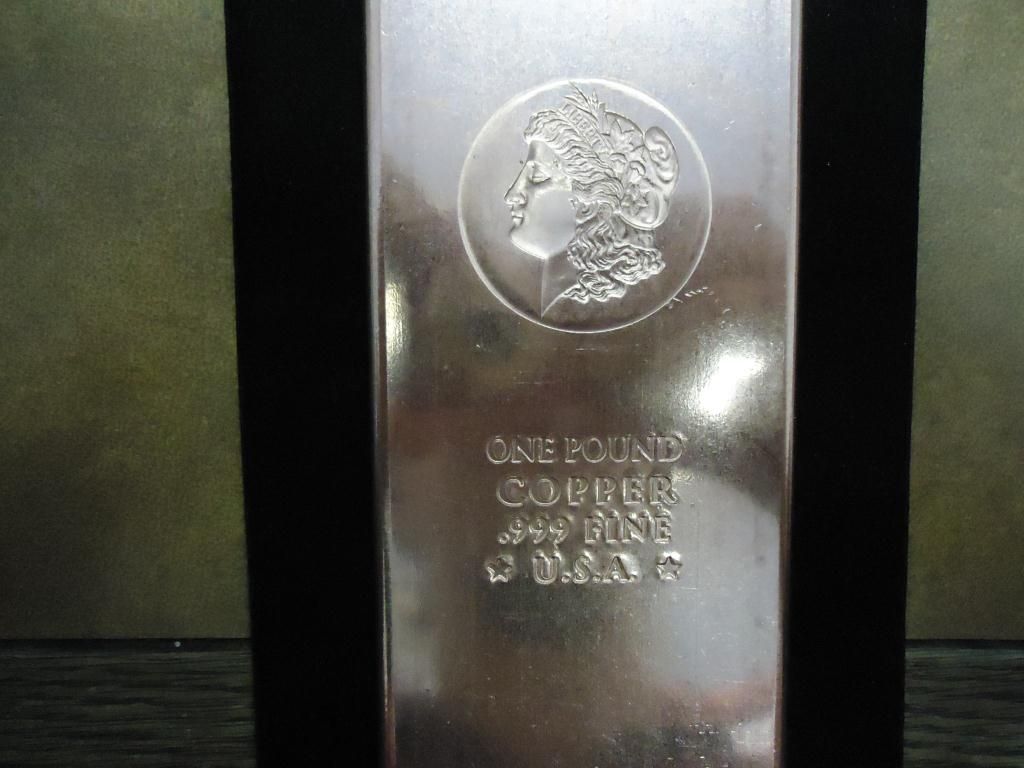 ONE POUND
COPPER
.999 FINE
U.S.A.